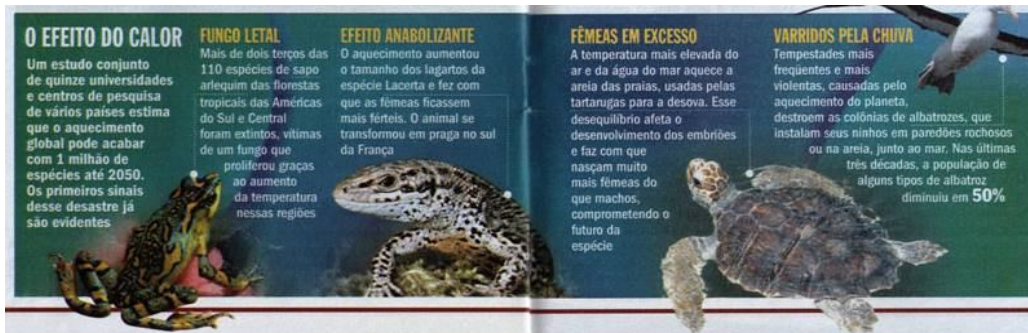 O EFEITO DO CALOR
Um estudo conjunto
de quinze universidades
e centros de pesquisa
de vários países estima
que o aquecimento
global pode acabar
com 1 milhão de
espécies até 2050.
Os primeiros sinais
desse desastre já
são evidentes
FUNGO LETAL
Mais de dois terços das
110 espécies de sapo
arlequim das florestas
tropicais das Américas
do Sul e Central
foram extintos, vítimas
de um fungo que
proliferou graças
ao aumento
da temperatura
nessas regiões
EFEITO ANABOLIZANTE
O aquecimento aumentou
o tamanho dos lagartos da
espécie Lacerta e fez com
que as fêmeas ficassem
mais férteis. O animal se
transformou em praga no sul
da França
FÊMEAS EM EXCESSO
A temperatura mais elevada do
ar e da água do mar aquece a
areia das praias, usadas pelas
tartarugas para a desova. Esse
desequilíbrio afeta o
desenvolvimento dos embriões
e faz com que
nasçam muito
mais fêmeas do
que machos,
comprometendo o
futuro da
espécie
VARRIDOS PELA CHUVA
Tempestades mais
freqüentes e mais
violentas, causadas pelo
aquecimento do planeta,
destroem as colônias de albatrozes, que
instalam seus ninhos em paredões rochosos
ou na areia, junto ao mar. Nas últimas
três décadas, a população de
alguns tipos de albatroz
diminuiu em 50%